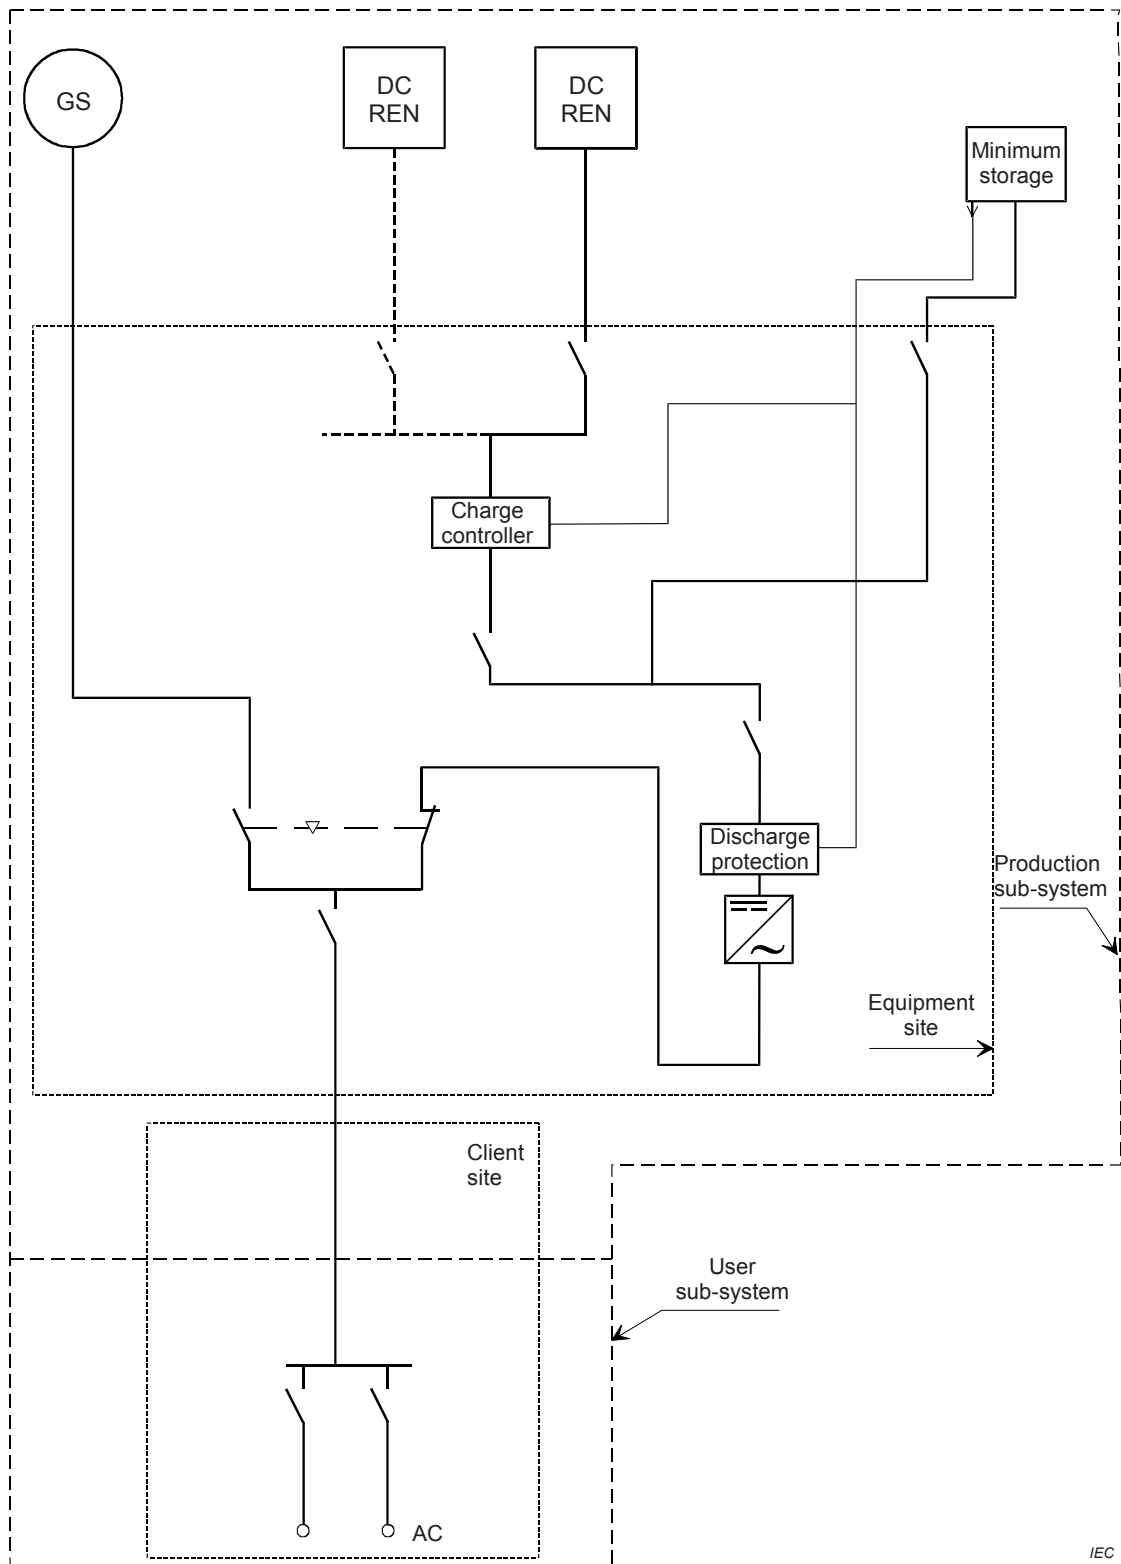 GS
DC
REN
DC
REN
Minimum
storage
Charge
controller
Discharge
protection
Production
sub-system
Equipment
site
Client
site
User
sub-system
AC
IEC